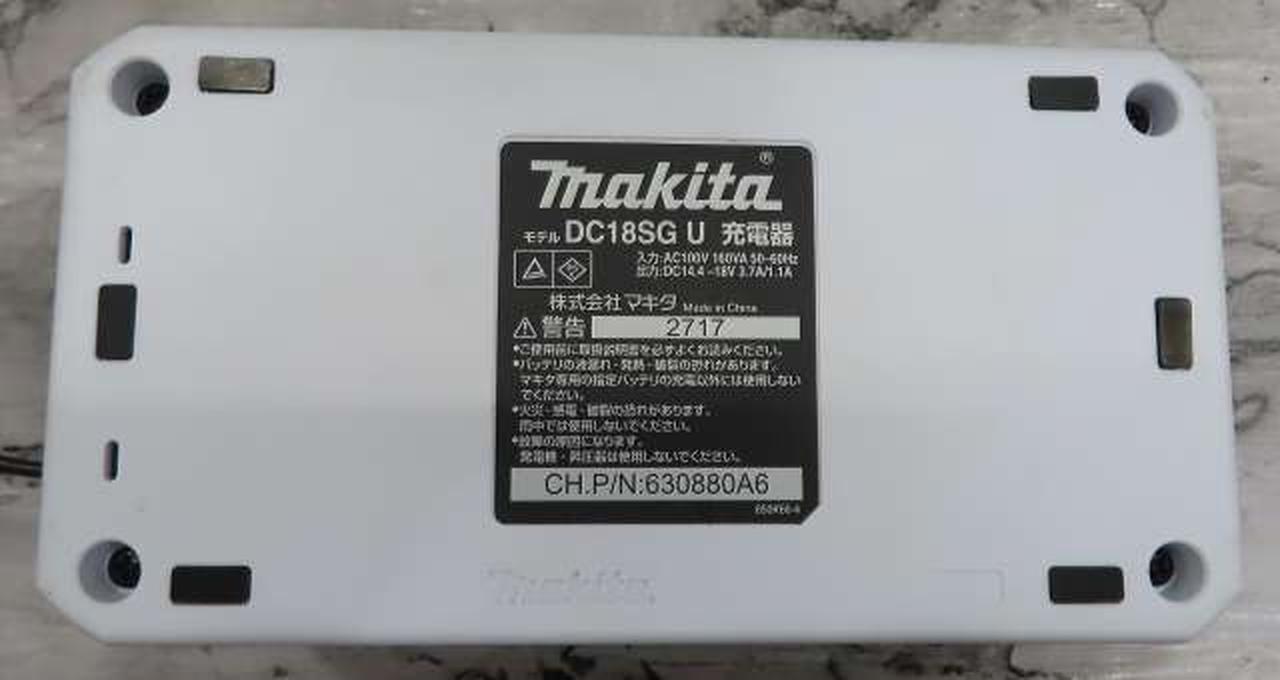 makita®
モデル DC18SG U 充電器
入力:AC100V 160VA 50-60Hz
出力:DC14.4 -18V 3.7A/1.1A
株式会社 マキタ Made in China
警告 2717
•ご使用前に取扱説明書を必ずよくお読みください。
•バッテリの液漏れ・発熱・破裂の恐れがあります。
マキタ専用の指定バッテリの充電以外には使用しない
でください。
•火災・感電・破裂の恐れがあります。
雨中では使用しないでください。
•故障の原因になります。
発電機・昇圧器は使用しないでください。
CH.P/N:630880A6
makita